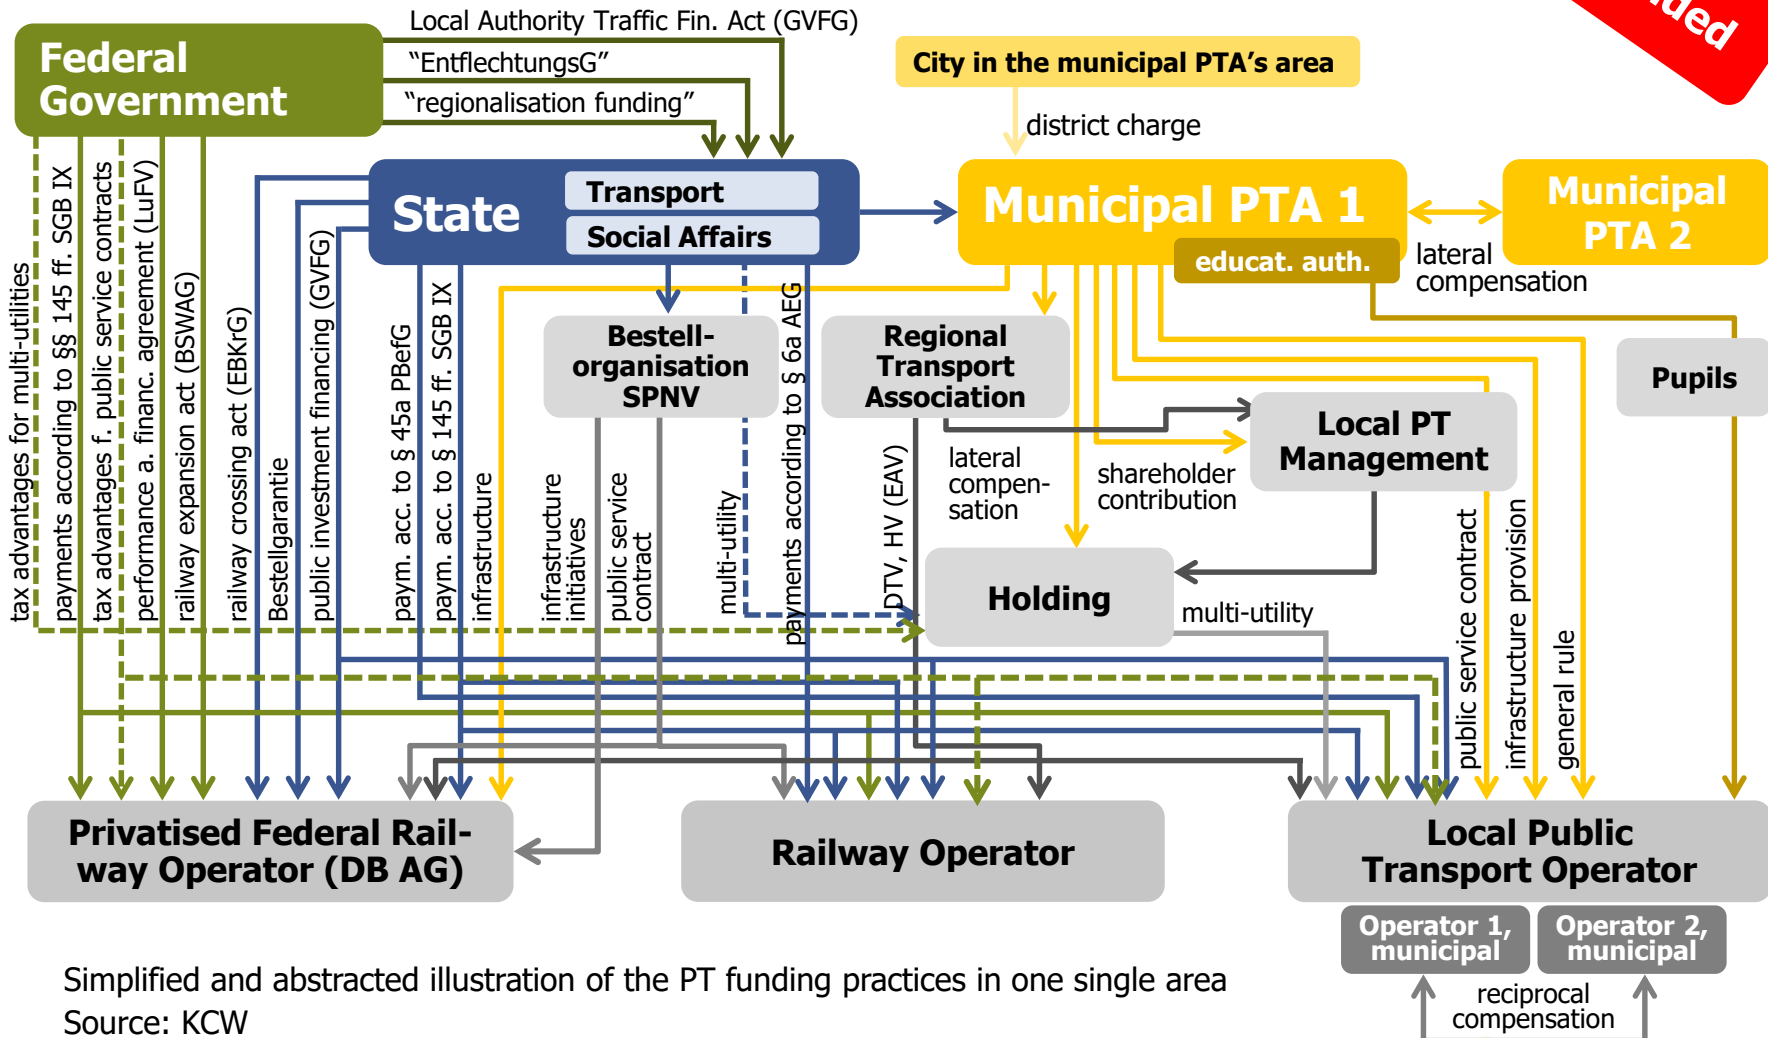 Local Authority Traffic Fin. Act (GVFG)
Federal
Government
“EntflechtungsG”
“regionalisation funding”
City in the municipal PTA’s area
district charge
State
Transport
Social Affairs
Municipal PTA 1
educat. auth.
Municipal
PTA 2
lateral
compensation
tax advantages for multi-utilities
payments according to §§ 145 ff. SGB IX
tax advantages f. public service contracts
performance a. financ. agreement (LuFV)
railway expansion act (BSWAG)
railway crossing act (EBKrG)
Bestellgarantie
public investment financing (GVFG)
paym. acc. to § 45a PBefG
paym. acc. to § 145 ff. SGB IX
infrastructure
infrastructure
initiatives
public service
contract
multi-utility
payments according to § 6a AEG
DTV, HV (EAV)
Bestell-
organisation
SPNV
Regional
Transport
Association
Pupils
Local PT
Management
lateral
compen-
sation
shareholder
contribution
Holding
multi-utility
public service contract
infrastructure provision
general rule
Privatised Federal Rail-
way Operator (DB AG)
Railway Operator
Local Public
Transport Operator
Operator 1,
municipal
Operator 2,
municipal
reciprocal
compensation
Simplified and abstracted illustration of the PT funding practices in one single area
Source: KCW